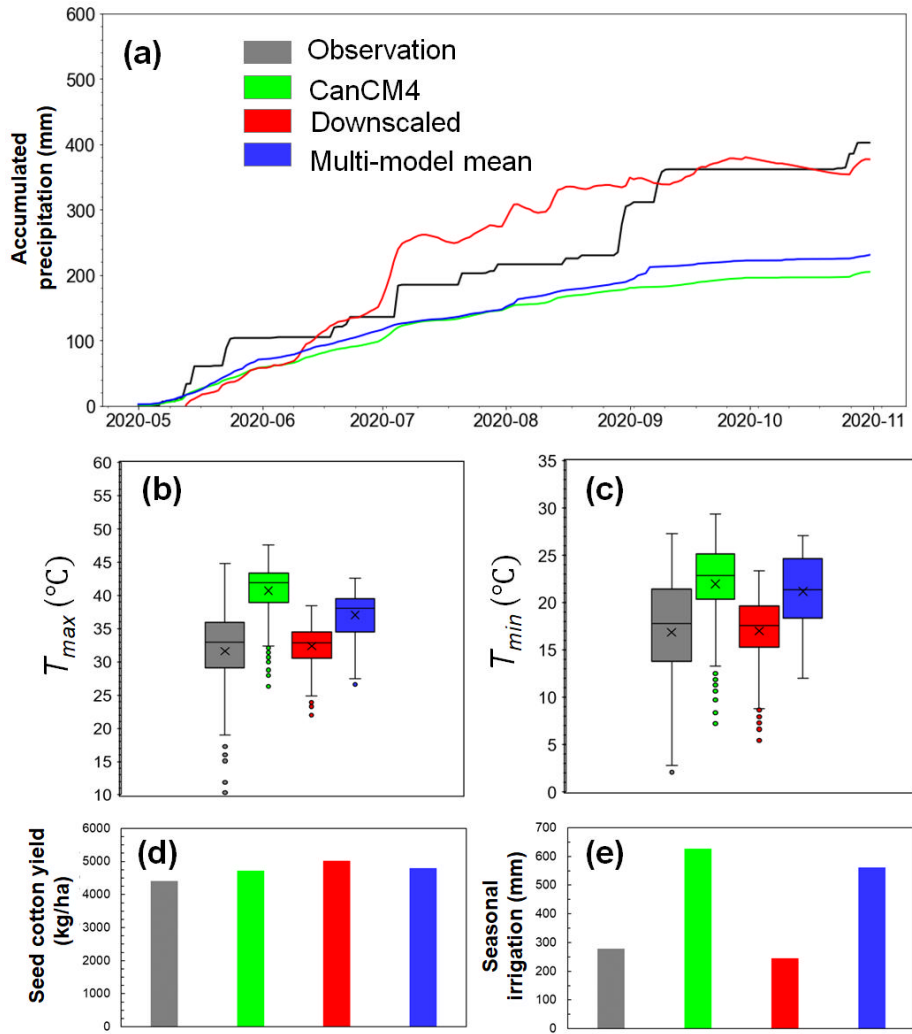 600
(a)
Observation
500
CanCM4
Downscaled
400
Multi-model mean
Accumulated
precipitation (mm)
300
200
100
0
2020-05 2020-06 2020-07 2020-08 2020-09 2020-10 2020-11
(b)
60
55
50
45
40
35
30
25
20
15
10
Tmax (°C)
(c)
35
30
25
20
15
10
5
0
Tmin (°C)
(d)
6000
5000
4000
3000
2000
1000
0
Seed cotton yield
(kg/ha)
(e)
700
600
500
400
300
200
100
0
Seasonal
irrigation (mm)